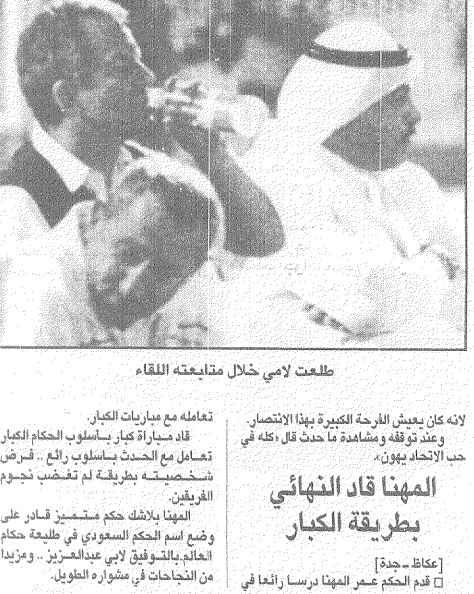 طلعت لامي خلال متابعته اللقاء
لانه كان يعيش الفرحة الكبيرة بهذا الانتصار.
وعند توقفه ومشاهدة ما حدث قال «كله في
حب الاتحاد يهون».
المهنا قاد النهائي
بطريقة الكبار
[عكاظ ـ جدة]
□ قدم الحكم عمر المهنا درسا رائعا في
تعامله مع مباريات الكبار.
قاد مباراة كبار بأسلوب الحكام الكبار
تعامل مع الحدث بأسلوب رائع .. فرض
شخصيته بطريقة لم تغضب نجوم
الفريقين.
المهنا بلاشك حكم متميز قادر على
وضع اسم الحكم السعودي في طليعة حكام
العالم.بالتوفيق لابي عبدالعزيز .. ومزيدا
من النجاحات في مشواره الطويل.